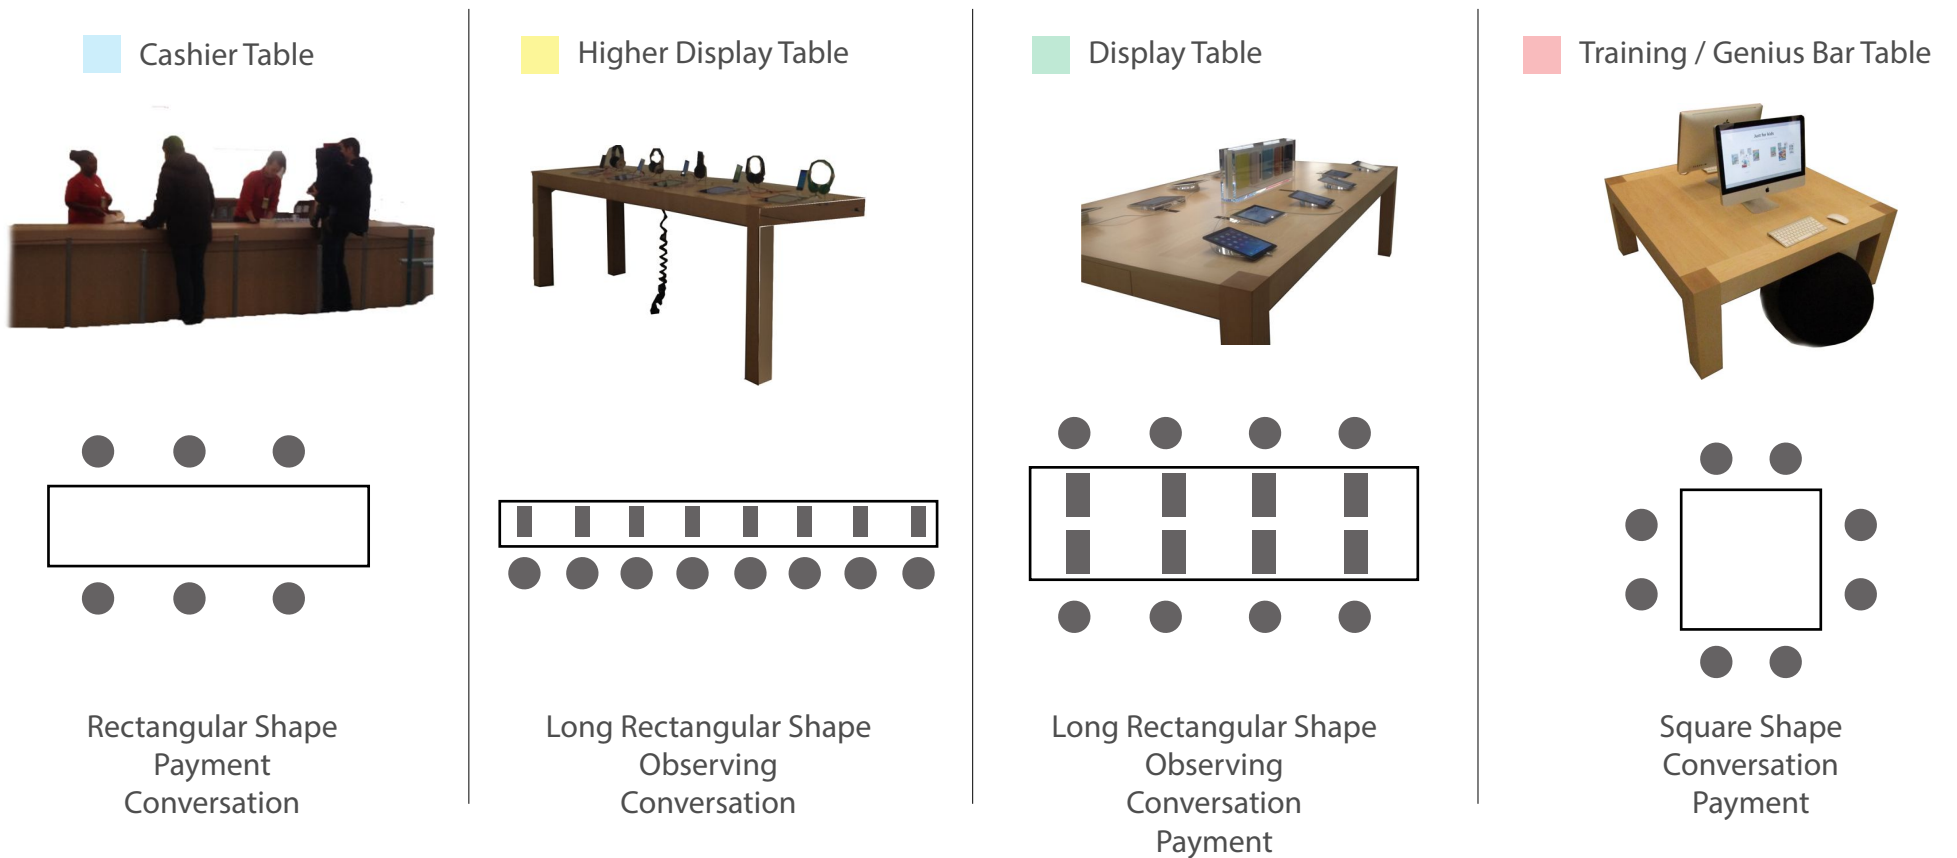 Cashier Table
Higher Display Table
Display Table
Training / Genius Bar Table
Rectangular Shape
Payment
Conversation
Long Rectangular Shape
Observing
Conversation
Long Rectangular Shape
Observing
Conversation
Payment
Square Shape
Conversation
Payment